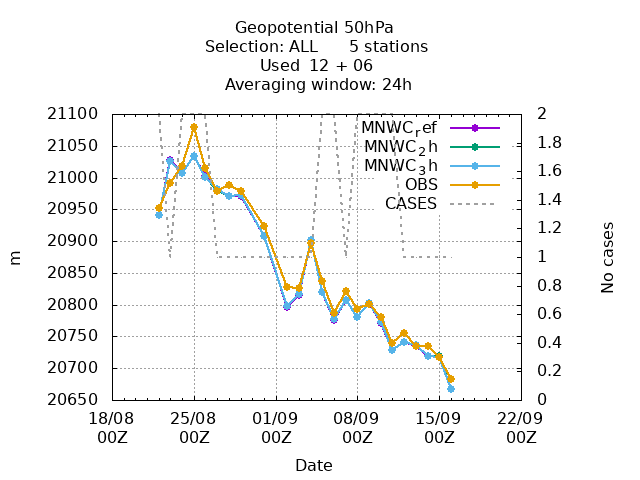 Geopotential 50hPa
Selection: ALL 5 stations
Used 12 + 06
Averaging window: 24h
21100
21050
21000
20950
20900
20850
20800
20750
20700
20650
m
2
1.8
1.6
1.4
1.2
1
0.8
0.6
0.4
0.2
0
No cases
MNWC_ref
MNWC_2h
MNWC_3h
OBS
CASES
18/08 25/08 01/09 08/09 15/09 22/09
00Z 00Z 00Z 00Z 00Z 00Z
Date